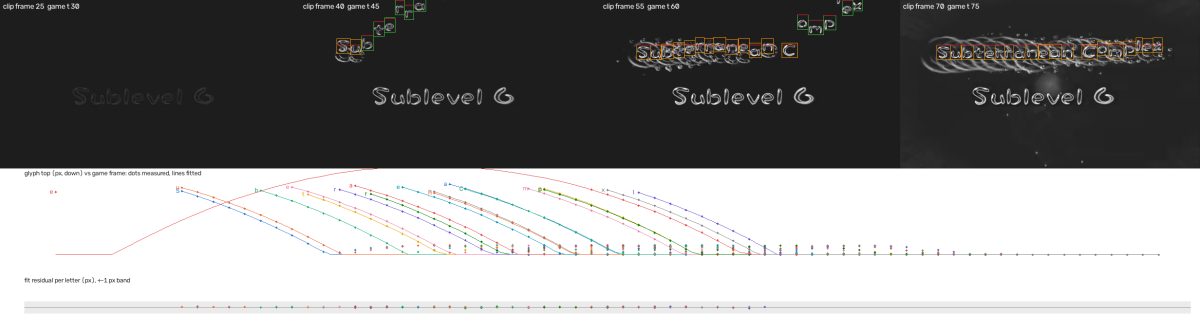 clip frame 25 game t 30
clip frame 40 game t 45
clip frame 55 game t 60
clip frame 70 game t 75
Subterranean C
Subterranean Complex
Sublevel 6
Sublevel 6
Sublevel 6
Sublevel 6
glyph top (px, down) vs game frame: dots measured, lines fitted
fit residual per letter (px), +-1 px band